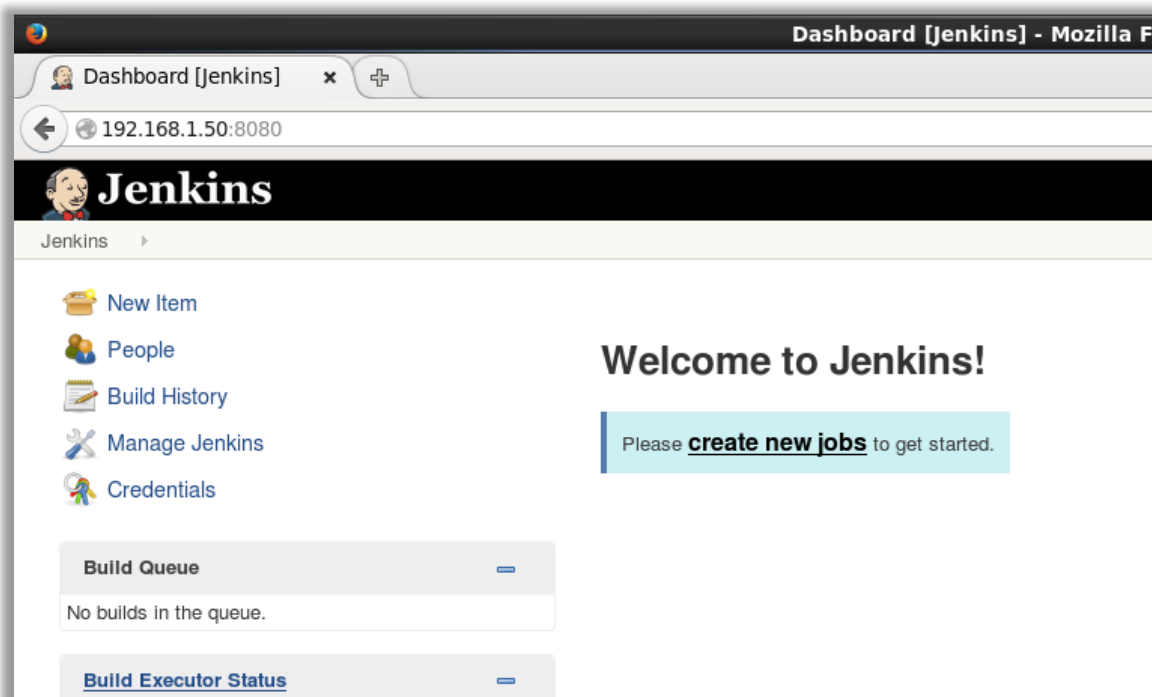 Dashboard [Jenkins] - Mozilla F
Dashboard [Jenkins]
192.168.1.50:8080
Jenkins
Jenkins
New Item
People
Build History
Manage Jenkins
Credentials
Welcome to Jenkins!
Please create new jobs to get started.
Build Queue
No builds in the queue.
Build Executor Status